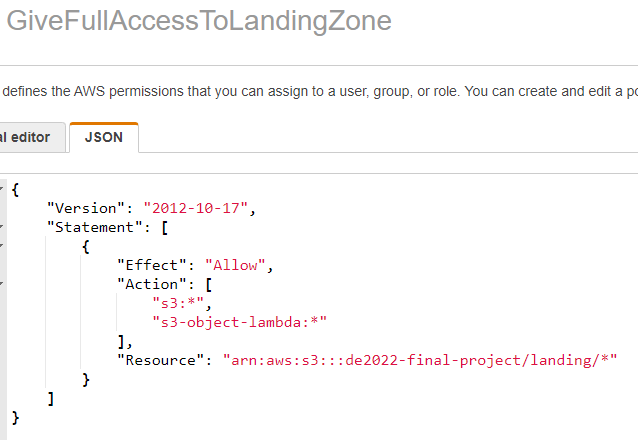 GiveFullAccessToLandingZone
defines the AWS permissions that you can assign to a user, group, or role. You can create and edit a
editor JSON
{
"Version": "2012-10-17",
"Statement": [
{
"Effect": "Allow",
"Action": [
"s3:*",
"s3-object-lambda:*"
],
"Resource": "arn:aws:s3:::de2022-final-project/landing/*"
}
]
}